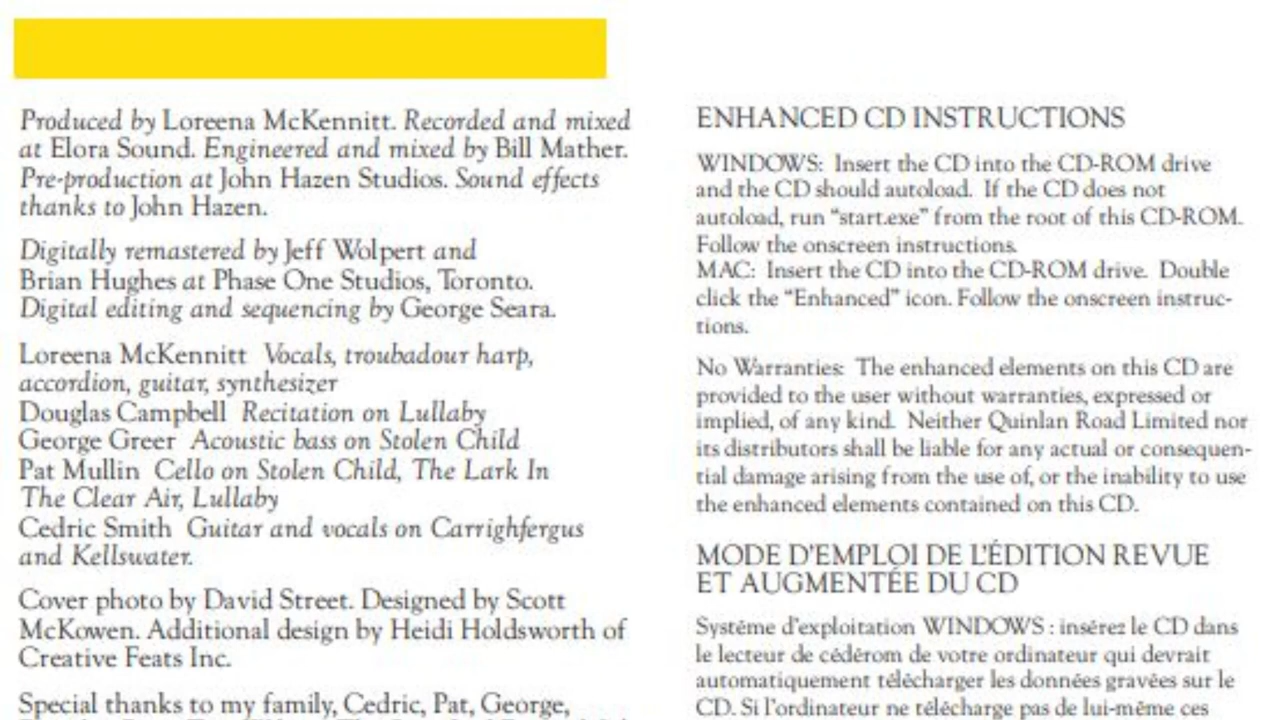 Produced by Loreena McKennitt. Recorded and mixed
at Elora Sound. Engineered and mixed by Bill Mather.
Pre-production at John Hazen Studios. Sound effects
thanks to John Hazen.
Digitally remastered by Jeff Wolpert and
Brian Hughes at Phase One Studios, Toronto.
Digital editing and sequencing by George Seara.
Loreena McKennitt Vocals, troubadour harp,
accordion, guitar, synthesizer
Douglas Campbell Recitation on Lullaby
George Greer Acoustic bass on Stolen Child
Pat Mullin Cello on Stolen Child, The Lark In
The Clear Air, Lullaby
Cedric Smith Guitar and vocals on Carrighfergus
and Kellswater.
Cover photo by David Street. Designed by Scott
McKowen. Additional design by Heidi Holdsworth of
Creative Feats Inc.
Special thanks to my family, Cedric, Pat, George,
ENHANCED CD INSTRUCTIONS
WINDOWS: Insert the CD into the CD-ROM drive
and the CD should autoload. If the CD does not
autoload, run “start.exe” from the root of this CD-ROM.
Follow the onscreen instructions.
MAC: Insert the CD into the CD-ROM drive. Double
click the “Enhanced” icon. Follow the onscreen instruc-
tions.
No Warranties: The enhanced elements on this CD are
provided to the user without warranties, expressed or
implied, of any kind. Neither Quinlan Road Limited nor
its distributors shall be liable for any actual or consequen-
tial damage arising from the use of, or the inability to use
the enhanced elements contained on this CD.
MODE D'EMPLOI DE L'ÉDITION REVUE
ET AUGMENTÉE DU CD
Système d'exploitation WINDOWS : insérez le CD dans
le lecteur de cédérom de votre ordinateur qui devrait
automatiquement télécharger les données gravées sur le
CD. Si l'ordinateur ne télécharge pas de lui-même ces